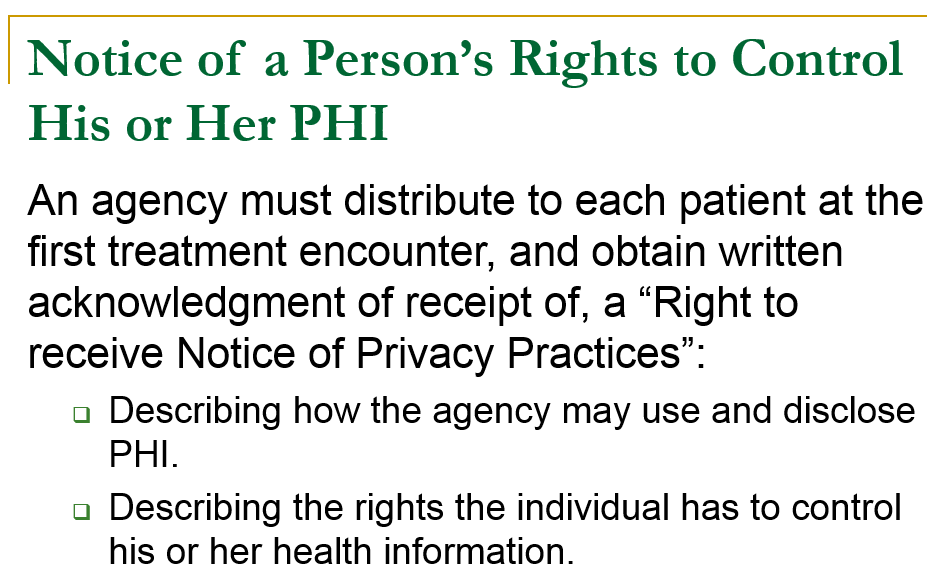 Notice of a Person’s Rights to Control
His or Her PHI
An agency must distribute to each patient at the
first treatment encounter, and obtain written
acknowledgment of receipt of, a “Right to
receive Notice of Privacy Practices”:
Describing how the agency may use and disclose
PHI.
Describing the rights the individual has to control
his or her health information.